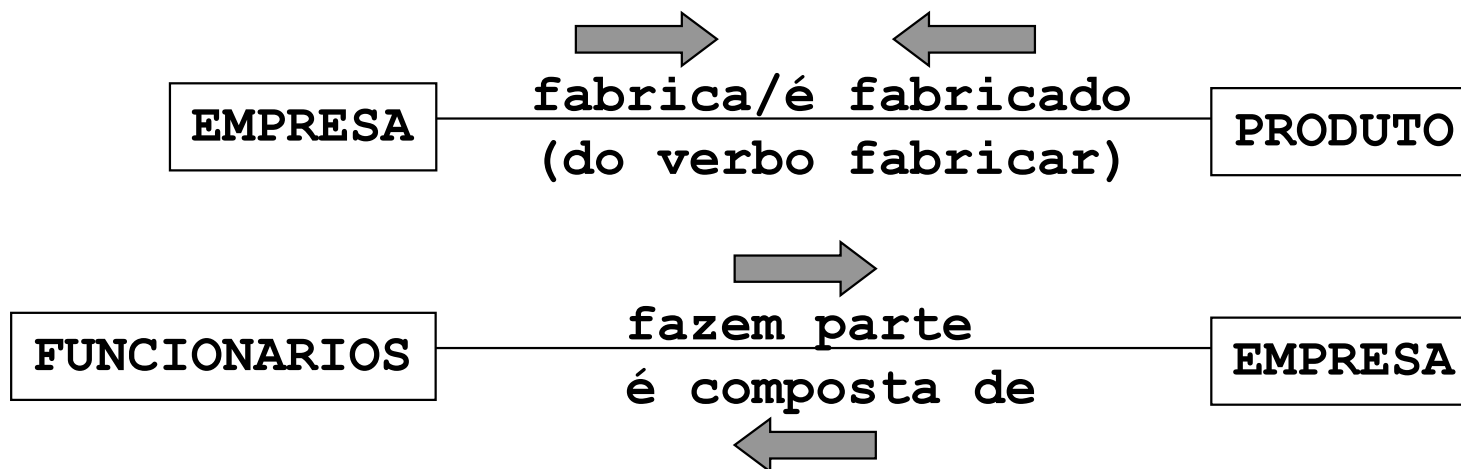 fabrica/é fabricado
EMPRESA
PRODUTO
(do verbo fabricar)
fazem parte
FUNCIONARIOS
EMPRESA
é composta de